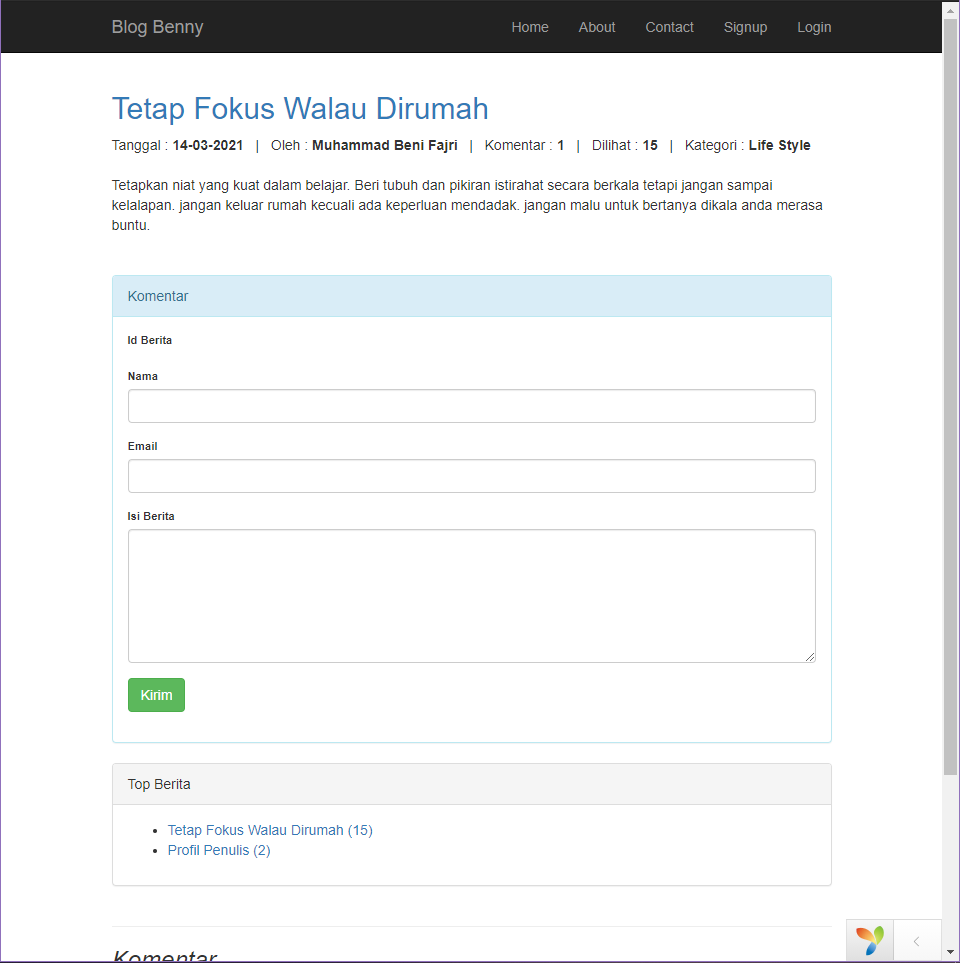 Blog Benny Home About Contact Signup Login
Tetap Fokus Walau Dirumah
Tanggal : 14-03-2021 | Oleh : Muhammad Beni Fajri | Komentar : 1 | Dilihat : 15 | Kategori : Life Style
Tetapkan niat yang kuat dalam belajar. Beri tubuh dan pikiran istirahat secara berkala tetapi jangan sampai
kelalapan. jangan keluar rumah kecuali ada keperluan mendadak. jangan malu untuk bertanya dikala anda merasa
buntu.
Komentar
Id Berita
Nama
Email
Isi Berita
Kirim
Top Berita
Tetap Fokus Walau Dirumah (15)
Profil Penulis (2)
Komentar